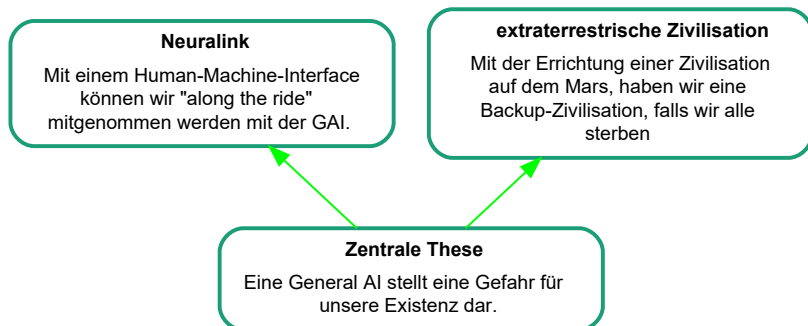 Neuralink
Mit einem Human-Machine-Interface
können wir "along the ride"
mitgenommen werden mit der GAI.
extraterrestrische Zivilisation
Mit der Errichtung einer Zivilisation
auf dem Mars, haben wir eine
Backup-Zivilisation, falls wir alle
sterben
Zentrale These
Eine General AI stellt eine Gefahr für
unsere Existenz dar.